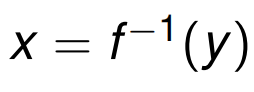 x = f⁻¹(y)